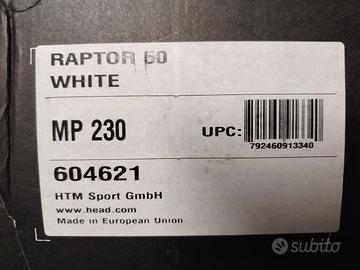 RAPTOR 60
WHITE
MP 230
UPC:
792460913340
604621
HTM Sport GmbH
www.head.com
Made in European Union
subito